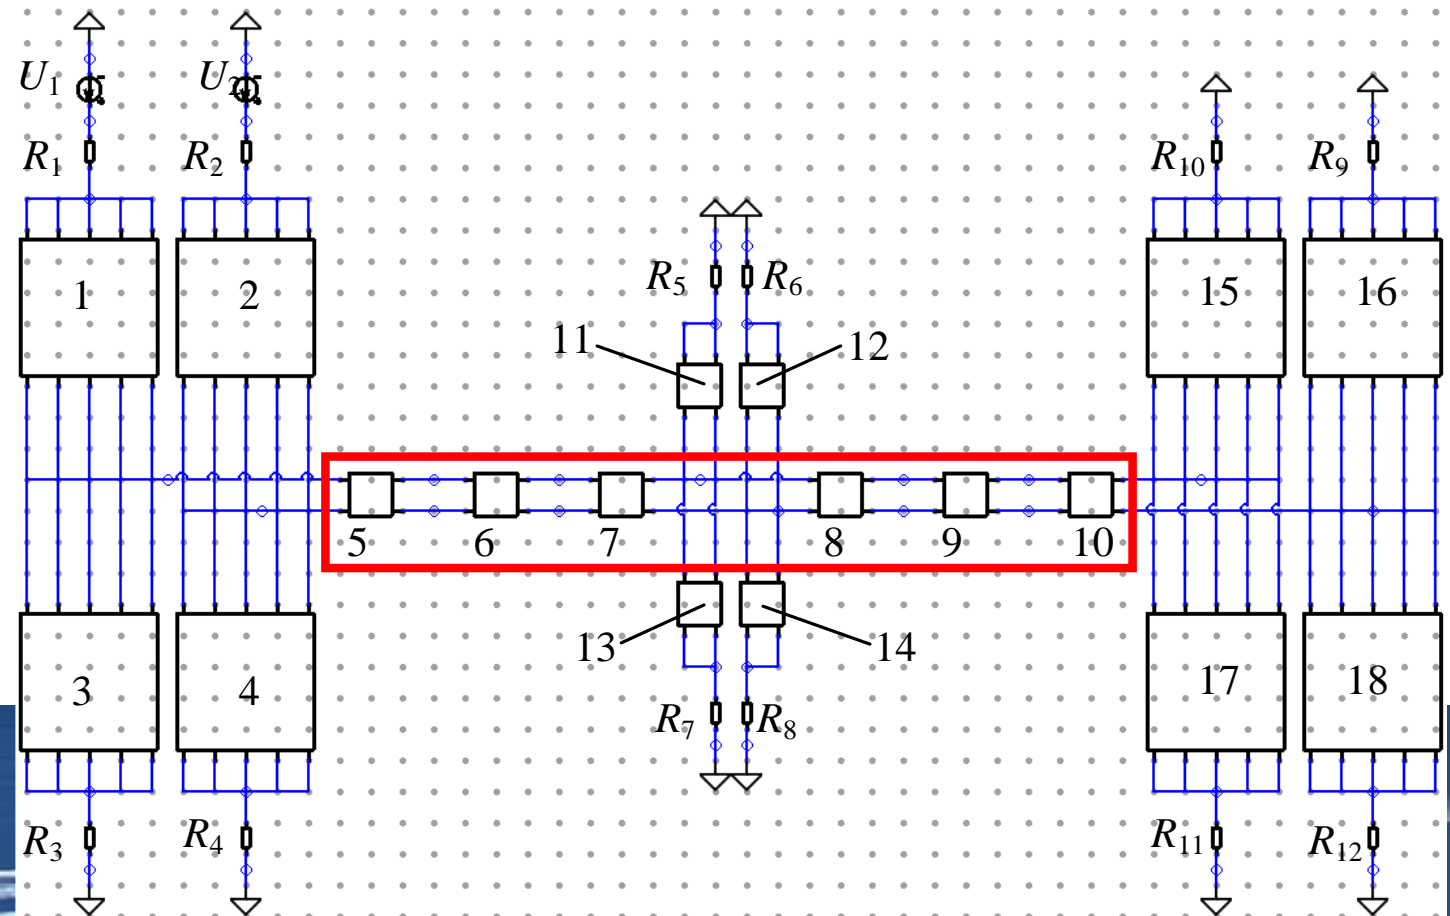 U₁ U₂
R₁ R₂ R₁₀ R₉
R₅ R₆
1 2 15 16
11 12
5 6 7 8 9 10
13 14
3 4 17 18
R₇ R₈
R₃ R₄ R₁₁ R₁₂